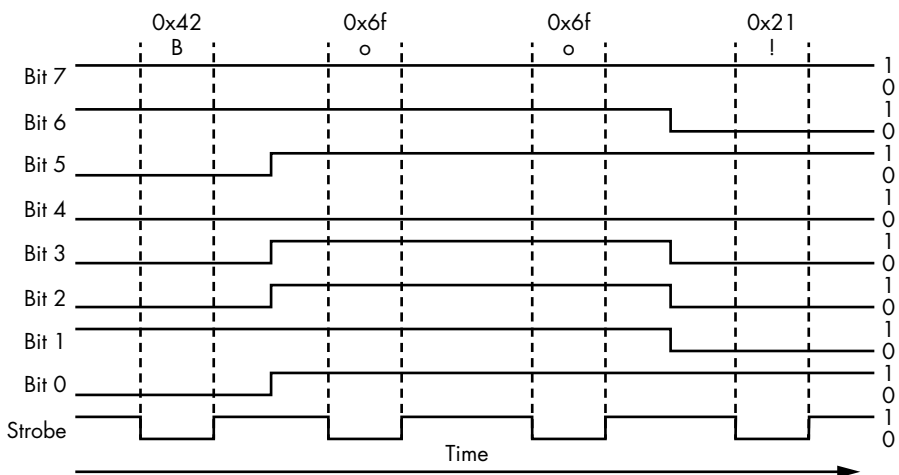 0x42 0x6f 0x6f 0x21
B o o !
Bit 7 1
0
Bit 6 1
0
Bit 5 1
0
Bit 4 1
0
Bit 3 1
0
Bit 2 1
0
Bit 1 1
0
Bit 0 1
0
Strobe 1
0
Time